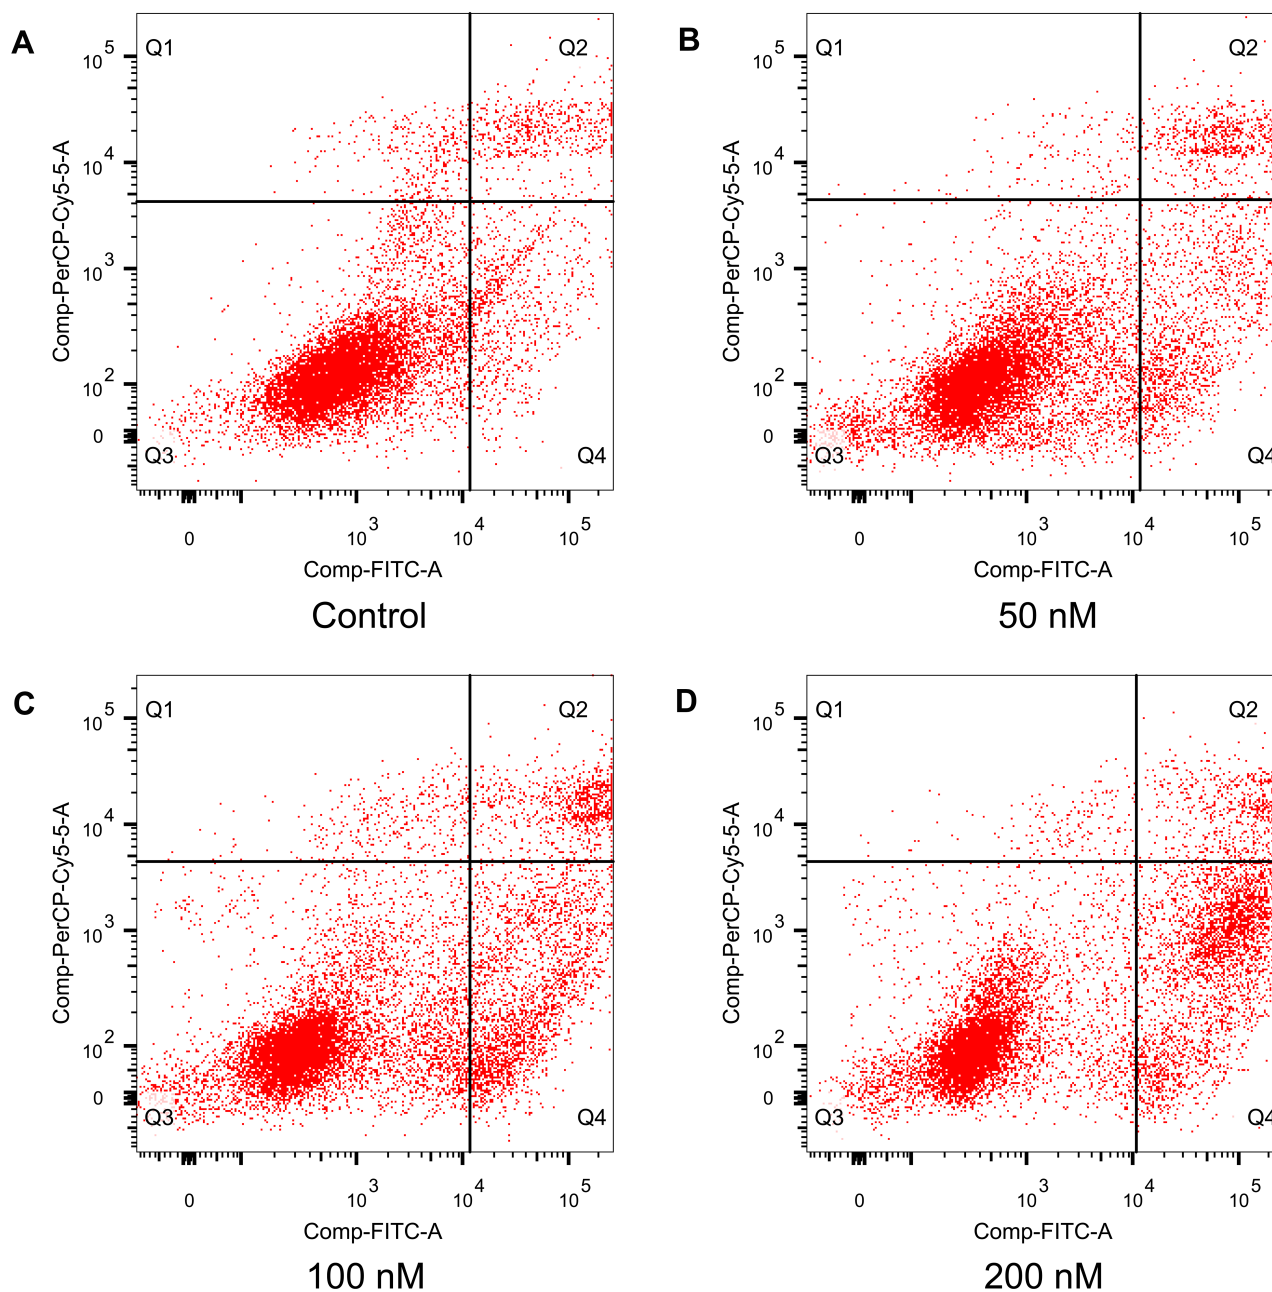 A
Q1
Q2
Q3
Q4
10^5
10^4
10^3
10^2
0
Comp-PerCP-Cy5-5-A
0
10^3
10^4
10^5
Comp-FITC-A
Control
B
Q1
Q2
Q3
Q4
10^5
10^4
10^3
10^2
0
Comp-PerCP-Cy5-5-A
0
10^3
10^4
10^5
Comp-FITC-A
50 nM
C
Q1
Q2
Q3
Q4
10^5
10^4
10^3
10^2
0
Comp-PerCP-Cy5-5-A
0
10^3
10^4
10^5
Comp-FITC-A
100 nM
D
Q1
Q2
Q3
Q4
10^5
10^4
10^3
10^2
0
Comp-PerCP-Cy5-5-A
0
10^3
10^4
10^5
Comp-FITC-A
200 nM